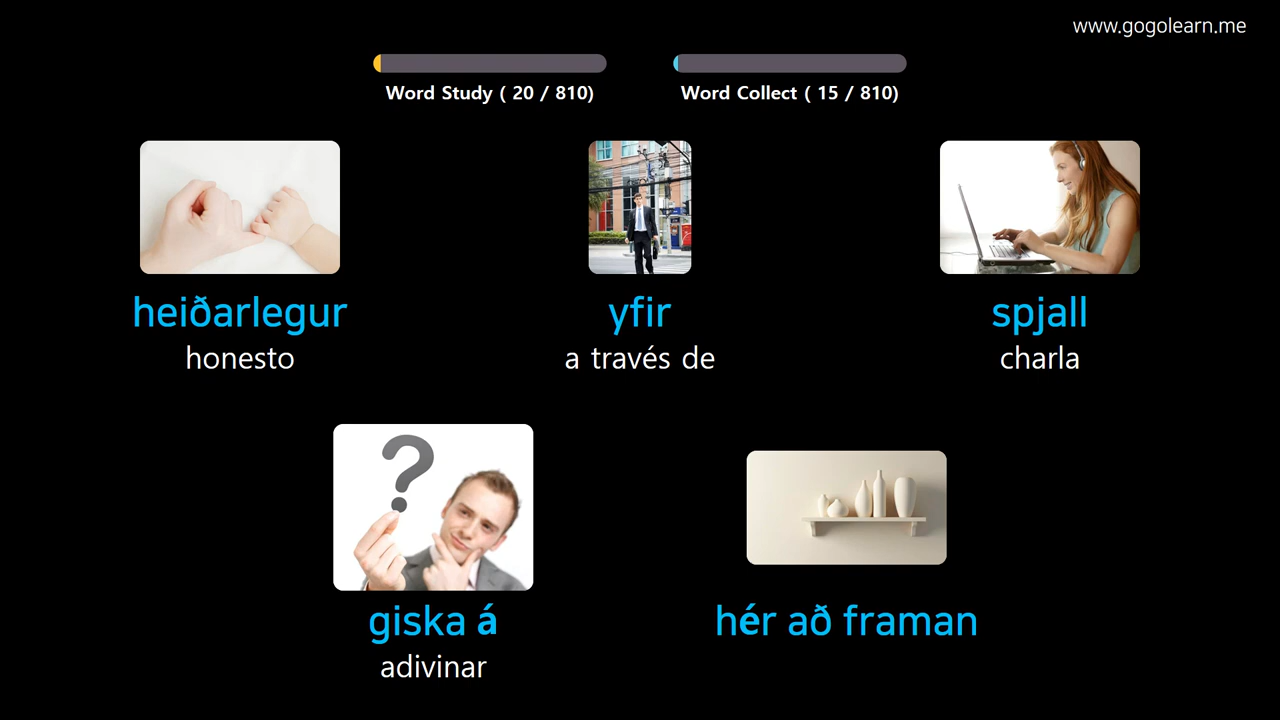 www.gogolearn.me
Word Study ( 20 / 810)
Word Collect ( 15 / 810)
heiðarlegur
honesto
yfir
a través de
spjall
charla
giska á
adivinar
hér að framan